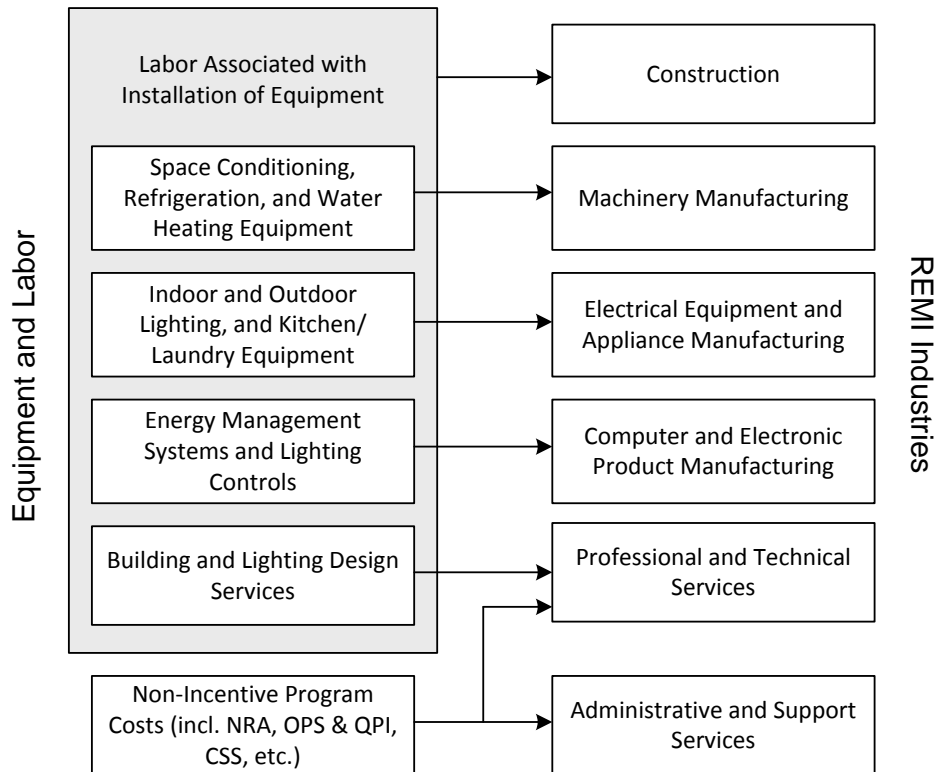 Equipment and Labor
Labor Associated with
Installation of Equipment
Space Conditioning,
Refrigeration, and Water
Heating Equipment
Indoor and Outdoor
Lighting, and Kitchen/
Laundry Equipment
Energy Management
Systems and Lighting
Controls
Building and Lighting Design
Services
Non-Incentive Program
Costs (incl. NRA, OPS & QPI,
CSS, etc.)
Construction
Machinery Manufacturing
Electrical Equipment and
Appliance Manufacturing
Computer and Electronic
Product Manufacturing
Professional and Technical
Services
Administrative and Support
Services
REMI Industries